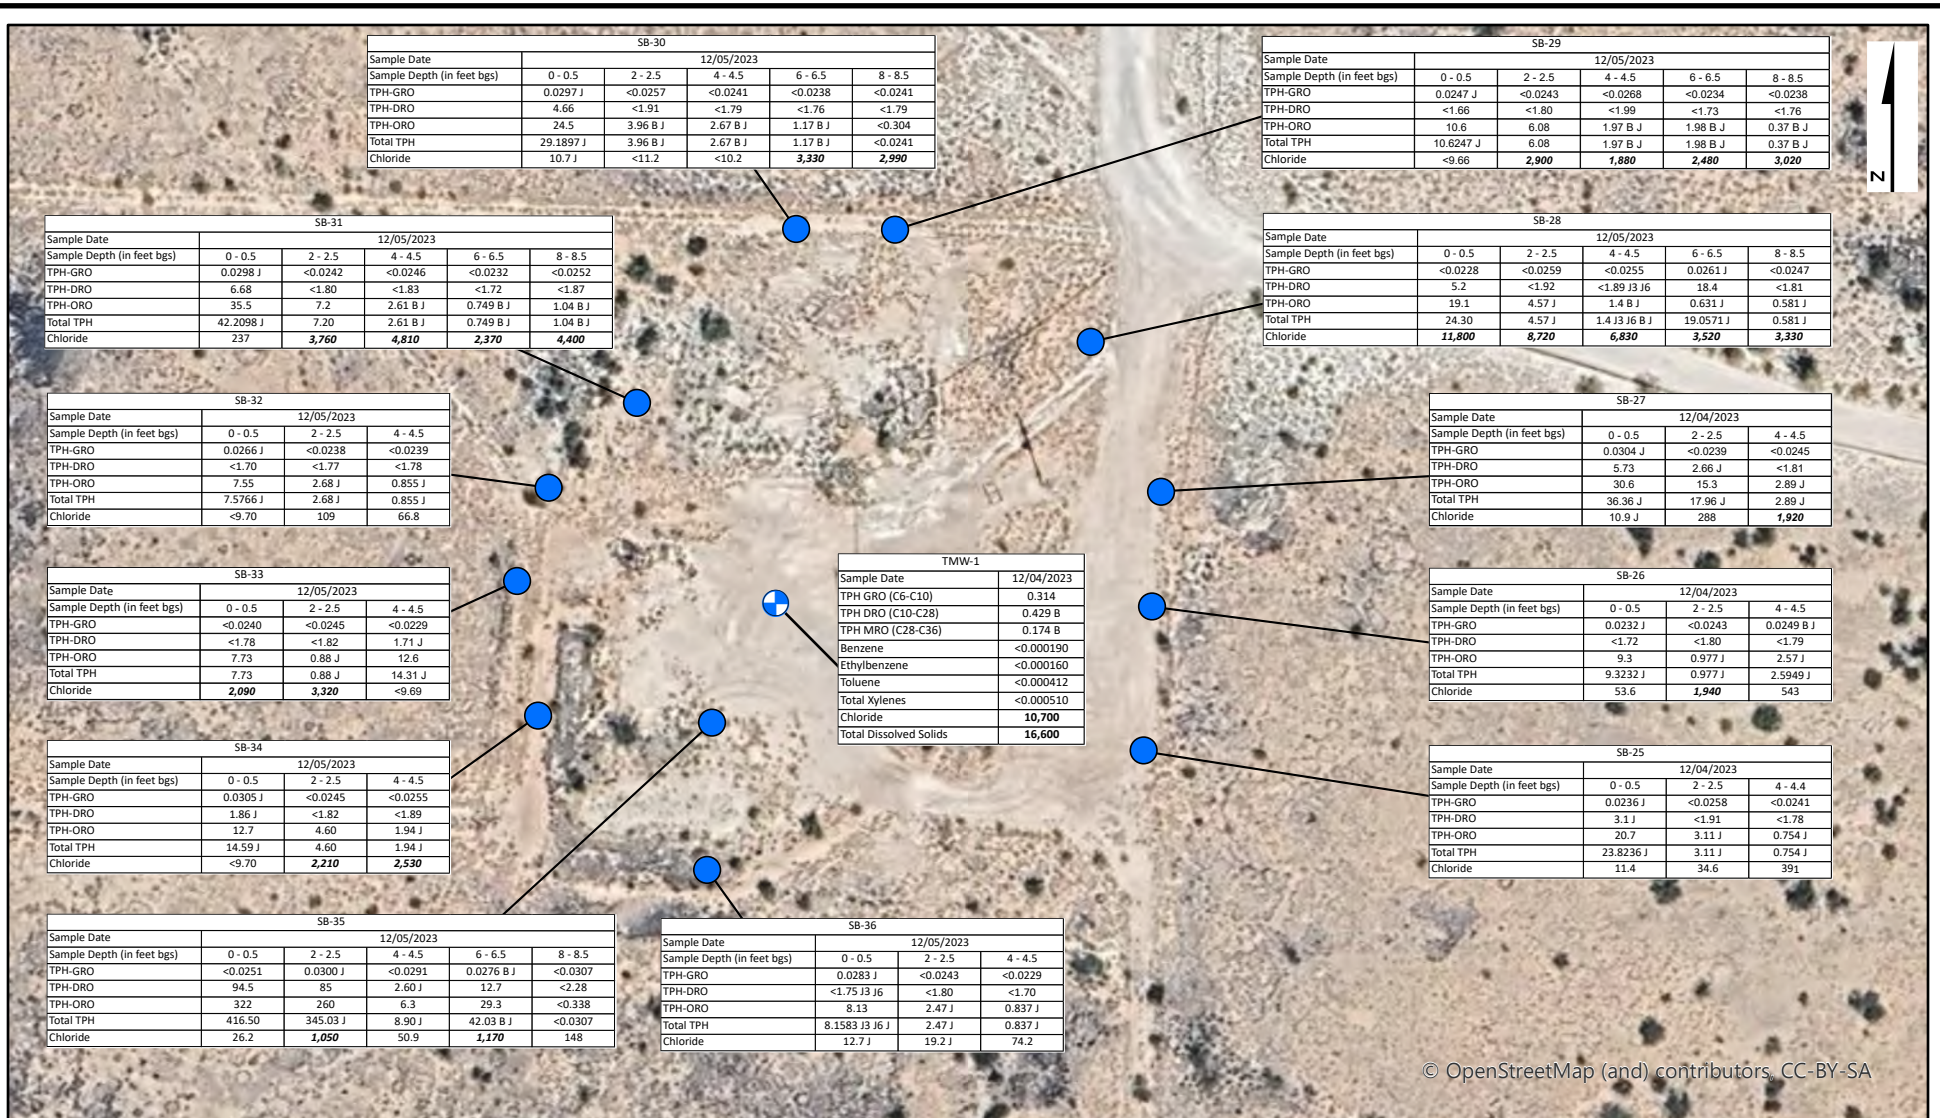 SB-30
Sample Date 12/05/2023
Sample Depth (in feet bgs) 0 - 0.5 2 - 2.5 4 - 4.5 6 - 6.5 8 - 8.5
TPH-GRO 0.0297 J <0.0257 <0.0241 <0.0238 <0.0241
TPH-DRO 4.66 <1.91 <1.79 <1.76 <1.79
TPH-ORO 24.5 3.96 B J 2.67 B J 1.17 B J <0.304
Total TPH 29.1897 J 3.96 B J 2.67 B J 1.17 B J <0.0241
Chloride 10.7 J <11.2 <10.2 3,330 2,990
SB-29
Sample Date 12/05/2023
Sample Depth (in feet bgs) 0 - 0.5 2 - 2.5 4 - 4.5 6 - 6.5 8 - 8.5
TPH-GRO 0.0247 J <0.0243 <0.0268 <0.0234 <0.0238
TPH-DRO <1.66 <1.80 <1.99 <1.73 <1.76
TPH-ORO 10.6 6.08 1.97 B J 1.98 B J 0.37 B J
Total TPH 10.6247 J 6.08 1.97 B J 1.98 B J 0.37 B J
Chloride <9.66 2,900 1,880 2,480 3,020
N
SB-31
Sample Date 12/05/2023
Sample Depth (in feet bgs) 0 - 0.5 2 - 2.5 4 - 4.5 6 - 6.5 8 - 8.5
TPH-GRO 0.0298 J <0.0242 <0.0246 <0.0232 <0.0252
TPH-DRO 6.68 <1.80 <1.83 <1.72 <1.87
TPH-ORO 35.5 7.2 2.61 B J 0.749 B J 1.04 B J
Total TPH 42.2098 J 7.20 2.61 B J 0.749 B J 1.04 B J
Chloride 237 3,760 4,810 2,370 4,400
SB-28
Sample Date 12/05/2023
Sample Depth (in feet bgs) 0 - 0.5 2 - 2.5 4 - 4.5 6 - 6.5 8 - 8.5
TPH-GRO <0.0228 <0.0259 <0.0255 0.0261 J <0.0247
TPH-DRO 5.2 <1.92 <1.89 J3 J6 18.4 <1.81
TPH-ORO 19.1 4.57 J 1.4 B J 0.631 J 0.581 J
Total TPH 24.30 4.57 J 1.4 J3 J6 B J 19.0571 J 0.581 J
Chloride 11,800 8,720 6,830 3,520 3,330
SB-32
Sample Date 12/05/2023
Sample Depth (in feet bgs) 0 - 0.5 2 - 2.5 4 - 4.5
TPH-GRO 0.0266 J <0.0238 <0.0239
TPH-DRO <1.70 <1.77 <1.78
TPH-ORO 7.55 2.68 J 0.855 J
Total TPH 7.5766 J 2.68 J 0.855 J
Chloride <9.70 109 66.8
SB-27
Sample Date 12/04/2023
Sample Depth (in feet bgs) 0 - 0.5 2 - 2.5 4 - 4.5
TPH-GRO 0.0304 J <0.0239 <0.0245
TPH-DRO 5.73 2.66 J <1.81
TPH-ORO 30.6 15.3 2.89 J
Total TPH 36.36 J 17.96 J 2.89 J
Chloride 10.9 J 288 1,920
TMW-1
Sample Date 12/04/2023
TPH GRO (C6-C10) 0.314
TPH DRO (C10-C28) 0.429 B
TPH MRO (C28-C36) 0.174 B
Benzene <0.000190
Ethylbenzene <0.000160
Toluene <0.000412
Total Xylenes <0.000510
Chloride 10,700
Total Dissolved Solids 16,600
SB-33
Sample Date 12/05/2023
Sample Depth (in feet bgs) 0 - 0.5 2 - 2.5 4 - 4.5
TPH-GRO <0.0240 <0.0245 <0.0229
TPH-DRO <1.78 <1.82 1.71 J
TPH-ORO 7.73 0.88 J 12.6
Total TPH 7.73 0.88 J 14.31 J
Chloride 2,090 3,320 <9.69
SB-26
Sample Date 12/04/2023
Sample Depth (in feet bgs) 0 - 0.5 2 - 2.5 4 - 4.5
TPH-GRO 0.0232 J <0.0243 0.0249 B J
TPH-DRO <1.72 <1.80 <1.79
TPH-ORO 9.3 0.977 J 2.57 J
Total TPH 9.3232 J 0.977 J 2.5949 J
Chloride 53.6 1,940 543
SB-34
Sample Date 12/05/2023
Sample Depth (in feet bgs) 0 - 0.5 2 - 2.5 4 - 4.5
TPH-GRO 0.0305 J <0.0245 <0.0255
TPH-DRO 1.86 J <1.82 <1.89
TPH-ORO 12.7 4.60 1.94 J
Total TPH 14.59 J 4.60 1.94 J
Chloride <9.70 2,210 2,530
SB-25
Sample Date 12/04/2023
Sample Depth (in feet bgs) 0 - 0.5 2 - 2.5 4 - 4.4
TPH-GRO 0.0236 J <0.0258 <0.0241
TPH-DRO 3.1 J <1.91 <1.78
TPH-ORO 20.7 3.11 J 0.754 J
Total TPH 23.8236 J 3.11 J 0.754 J
Chloride 11.4 34.6 391
SB-35
Sample Date 12/05/2023
Sample Depth (in feet bgs) 0 - 0.5 2 - 2.5 4 - 4.5 6 - 6.5 8 - 8.5
TPH-GRO <0.0251 0.0300 J <0.0291 0.0276 B J <0.0307
TPH-DRO 94.5 85 2.60 J 12.7 <2.28
TPH-ORO 322 260 6.3 29.3 <0.338
Total TPH 416.50 345.03 J 8.90 J 42.03 B J <0.0307
Chloride 26.2 1,050 50.9 1,170 148
SB-36
Sample Date 12/05/2023
Sample Depth (in feet bgs) 0 - 0.5 2 - 2.5 4 - 4.5
TPH-GRO 0.0283 J <0.0243 <0.0229
TPH-DRO <1.75 J3 J6 <1.80 <1.70
TPH-ORO 8.13 2.47 J 0.837 J
Total TPH 8.1583 J3 J6 J 2.47 J 0.837 J
Chloride 12.7 J 19.2 J 74.2
© OpenStreetMap (and) contributors, CC-BY-SA